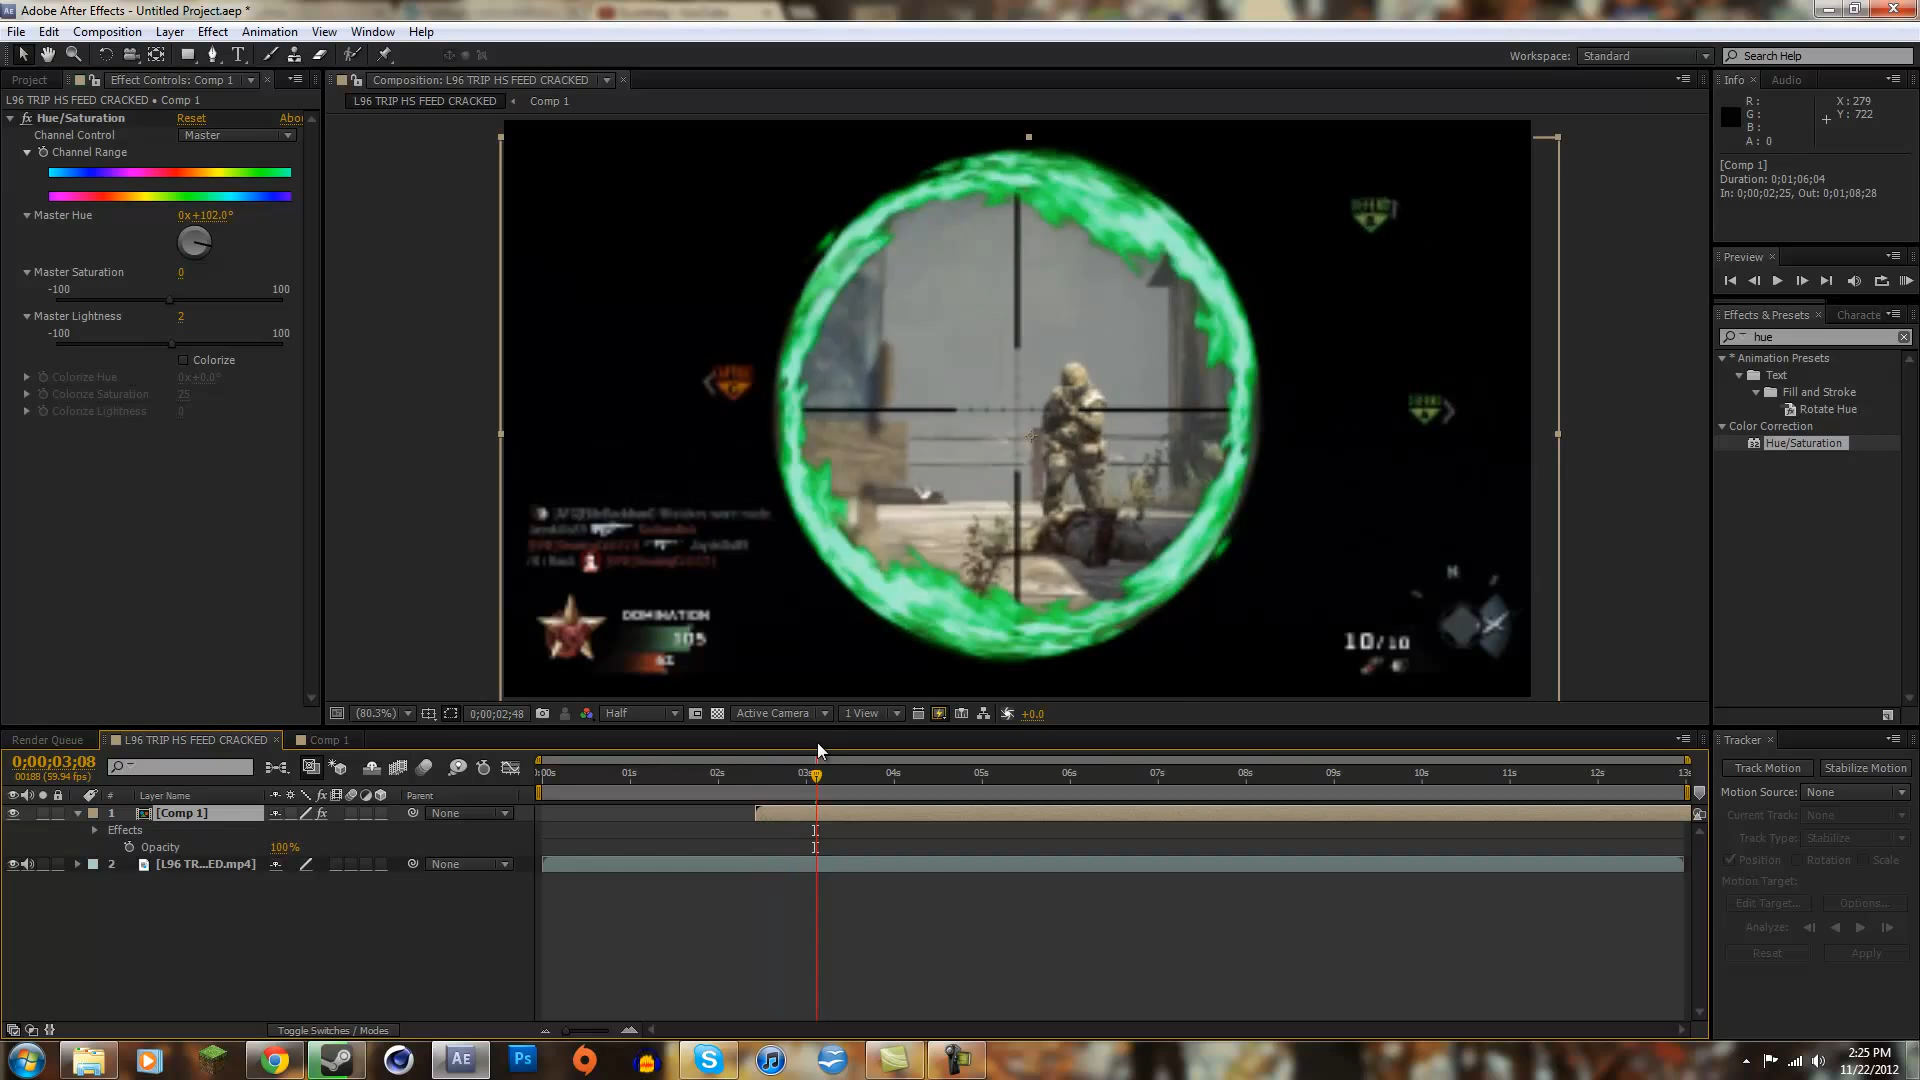 Adobe After Effects - Untitled Project.aep *
File Edit Composition Layer Effect Animation View Window Help
Workspace: Standard Search Help
Project Effect Controls: Comp 1
Composition: L96 TRIP HS FEED CRACKED
Info Audio
L96 TRIP HS FEED CRACKED • Comp 1
L96 TRIP HS FEED CRACKED Comp 1
R:
G:
B:
A: 0
X: 279
Y: 722
[Comp 1]
Duration: 0;01;06;04
In: 0;00;02;25, Out: 0;01;08;28
fx Hue/Saturation Reset Abou
Channel Control Master
Channel Range
Master Hue 0x+102.0°
Master Saturation 0
-100 100
Master Lightness 2
-100 100
Colorize
Colorize Hue 0x+0.0°
Colorize Saturation 25
Colorize Lightness 0
DOMINATION
105
10/10
N
Preview
Effects & Presets Characte
hue
* Animation Presets
Text
Fill and Stroke
Rotate Hue
Color Correction
32 Hue/Saturation
(80.3%) 0;00;02;48 Half Active Camera 1 View +0.0
Render Queue L96 TRIP HS FEED CRACKED Comp 1
0;00;03;08
00188 (59.94 fps)
:00s 01s 02s 03s 04s 05s 06s 07s 08s 09s 10s 11s 12s 13s
# Layer Name Parent
1 [Comp 1] fx None
Effects
Opacity 100%
2 [L96 TR...ED.mp4] None
Toggle Switches / Modes
Tracker
Track Motion Stabilize Motion
Motion Source: None
Current Track: None
Track Type: Stabilize
Position Rotation Scale
Motion Target:
Edit Target... Options...
Analyze:
Reset Apply
AE Ps
2:25 PM
11/22/2012